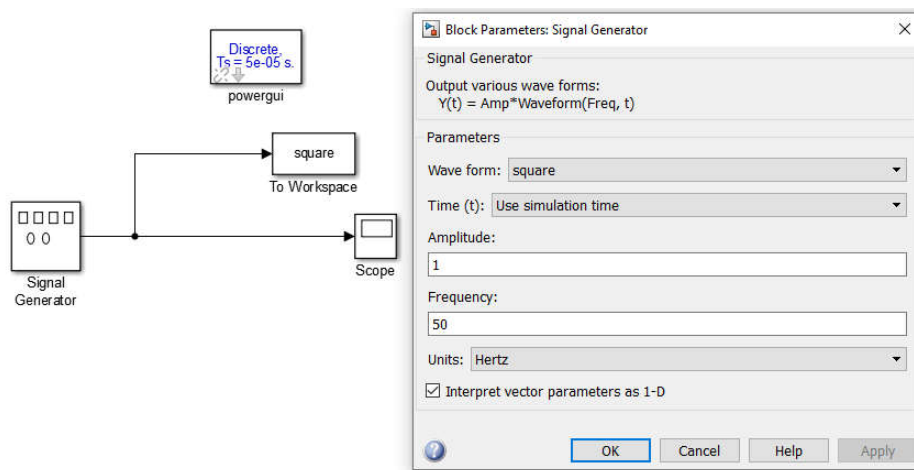 Discrete,
Ts = 5e-05 s.
powergui
square
To Workspace
Signal
Generator
Scope
Block Parameters: Signal Generator
Signal Generator
Output various wave forms:
Y(t) = Amp*Waveform(Freq, t)
Parameters
Wave form: square
Time (t): Use simulation time
Amplitude:
1
Frequency:
50
Units: Hertz
Interpret vector parameters as 1-D
OK Cancel Help Apply